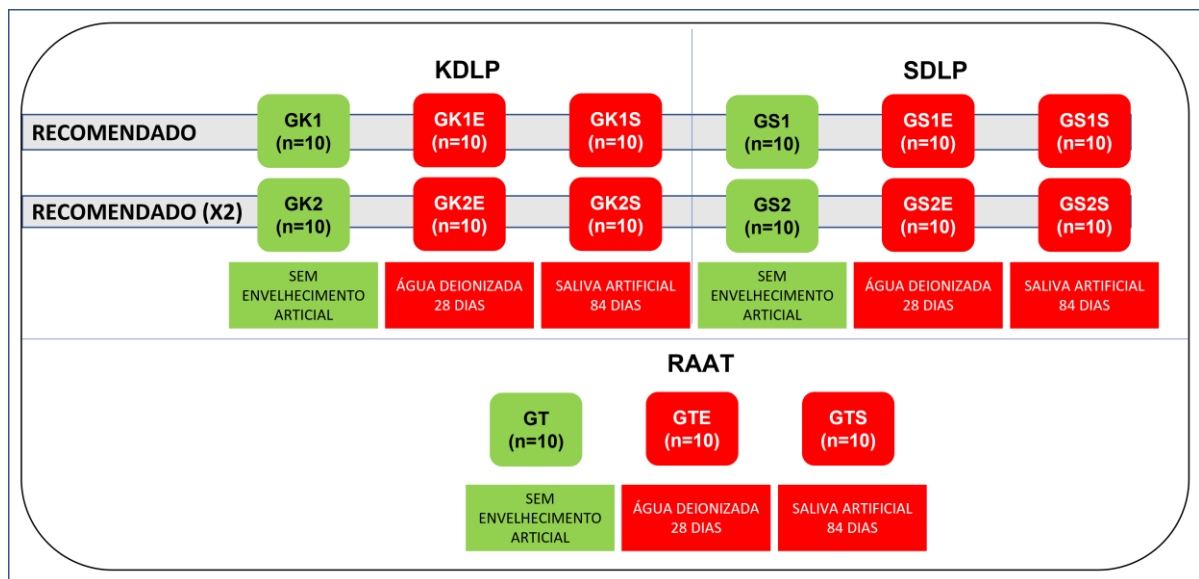 KDLP
SDLP
RECOMENDADO
GK1
(n=10)
GK1E
(n=10)
GK1S
(n=10)
GS1
(n=10)
GS1E
(n=10)
GS1S
(n=10)
RECOMENDADO (X2)
GK2
(n=10)
GK2E
(n=10)
GK2S
(n=10)
GS2
(n=10)
GS2E
(n=10)
GS2S
(n=10)
SEM
ENVELHECIMENTO
ARTICIAL
ÁGUA DEIONIZADA
28 DIAS
SALIVA ARTIFICIAL
84 DIAS
SEM
ENVELHECIMENTO
ARTICIAL
ÁGUA DEIONIZADA
28 DIAS
SALIVA ARTIFICIAL
84 DIAS
RAAT
GT
(n=10)
GTE
(n=10)
GTS
(n=10)
SEM
ENVELHECIMENTO
ARTICIAL
ÁGUA DEIONIZADA
28 DIAS
SALIVA ARTIFICIAL
84 DIAS